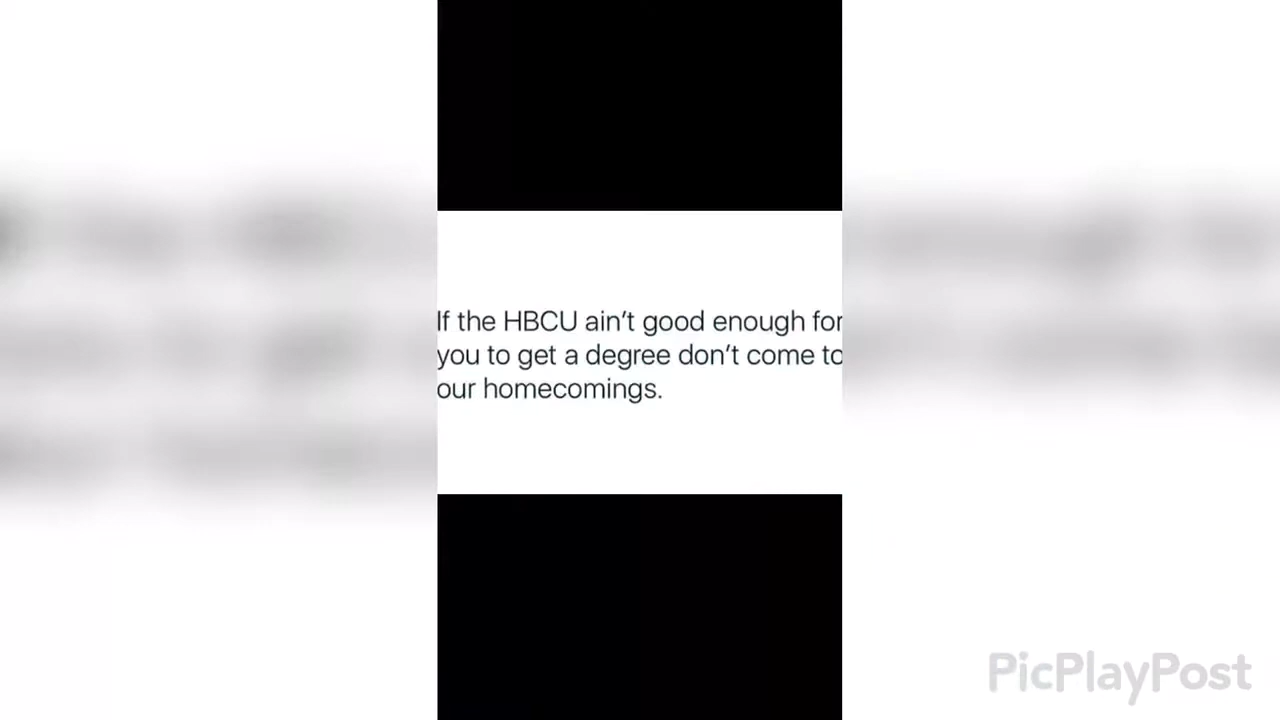 If the HBCU ain’t good enough for
you to get a degree don’t come to
our homecomings.
PicPlayPost